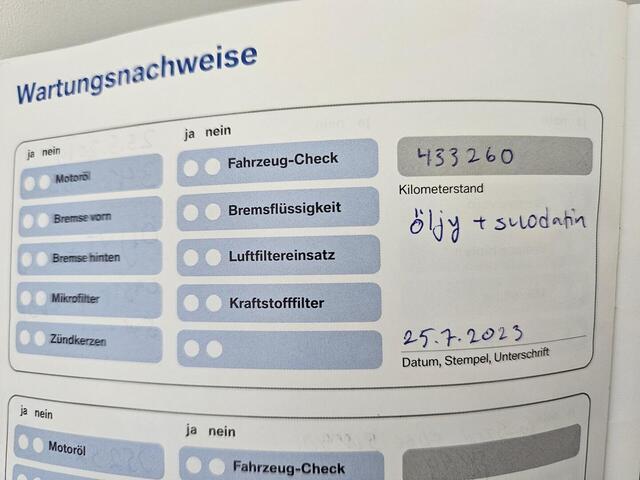 Wartungsnachweise
ja nein
ja nein
Motoröl
Fahrzeug-Check
433260
Kilometerstand
Bremse vorn
Bremsflüssigkeit
öljy + suodatin
Bremse hinten
Luftfiltereinsatz
Mikrofilter
Kraftstofffilter
Zündkerzen
25.7.2023
Datum, Stempel, Unterschrift
ja nein
ja nein
Motoröl
Fahrzeug-Check